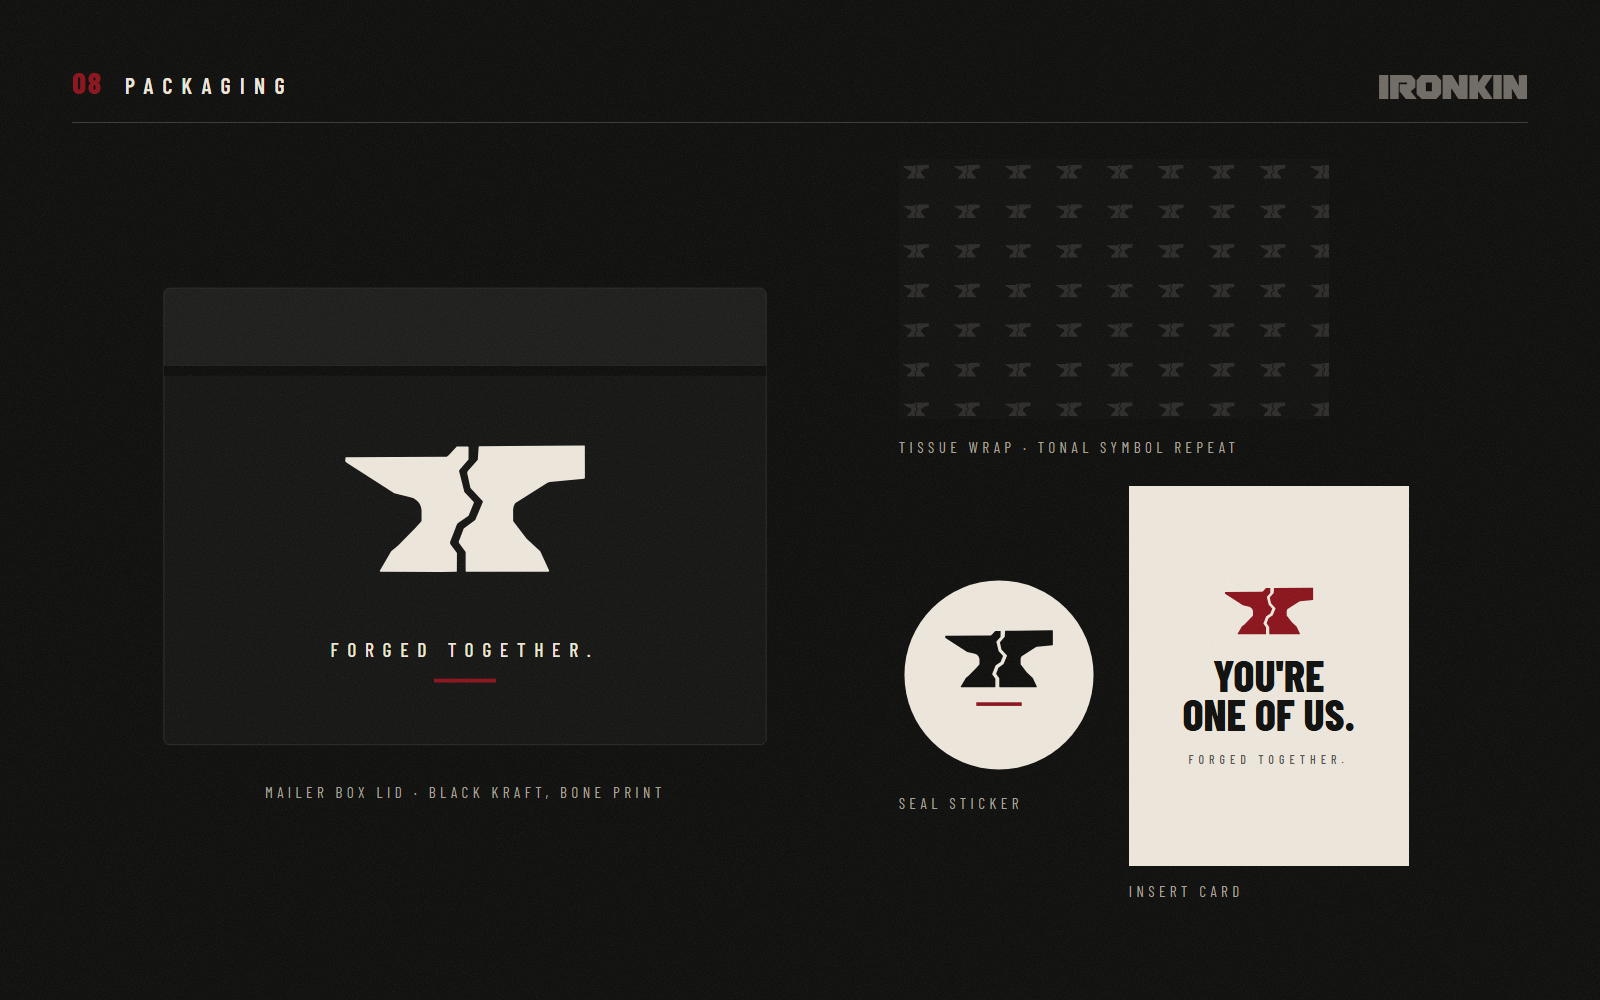 08 PACKAGING
IRONKIN
FORGED TOGETHER.
MAILER BOX LID · BLACK KRAFT, BONE PRINT
TISSUE WRAP · TONAL SYMBOL REPEAT
SEAL STICKER
YOU'RE
ONE OF US.
FORGED TOGETHER.
INSERT CARD